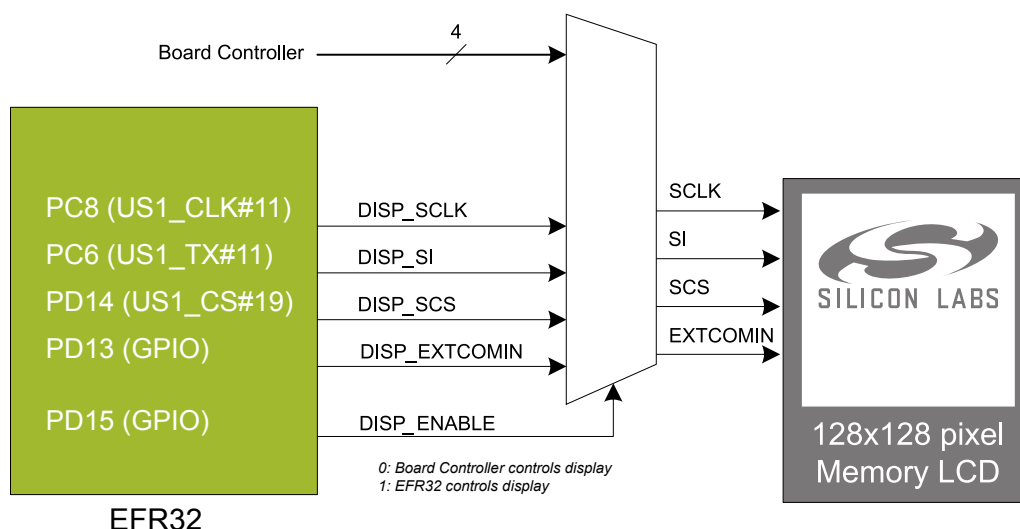 4
Board Controller
PC8 (US1_CLK#11)
DISP_SCLK
SCLK
PC6 (US1_TX#11)
DISP_SI
SI
PD14 (US1_CS#19)
DISP_SCS
SCS
PD13 (GPIO)
DISP_EXTCOMIN
EXTCOMIN
PD15 (GPIO)
DISP_ENABLE
0: Board Controller controls display
1: EFR32 controls display
SILICON LABS
128x128 pixel
Memory LCD
EFR32